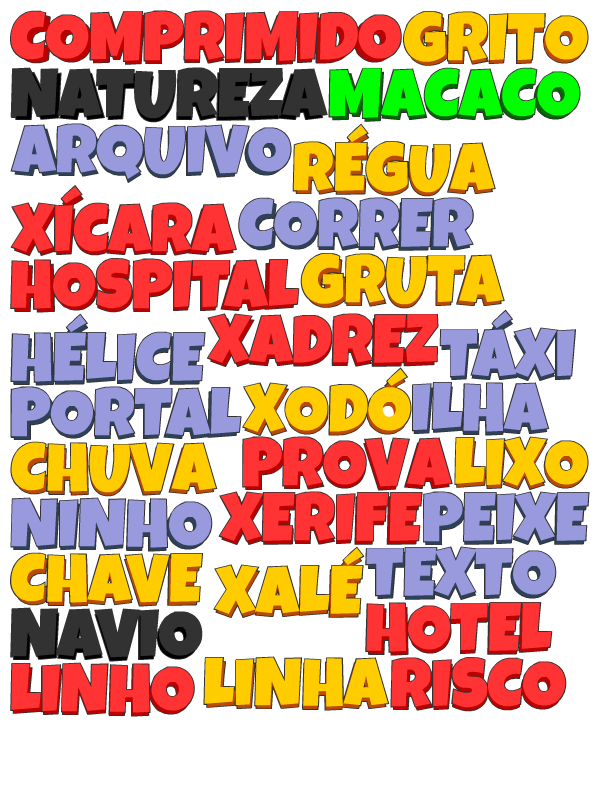 COMPRIMIDO GRITO
NATUREZA MACACO
ARQUIVO RÉGUA
XÍCARA CORRER
HOSPITAL GRUTA
HÉLICE XADREZ TÁXI
PORTAL XODÓ ILHA
CHUVA PROVA LIXO
NINHO XERIFE PEIXE
CHAVE XALÉ TEXTO
NAVIO HOTEL
LINHO LINHA RISCO